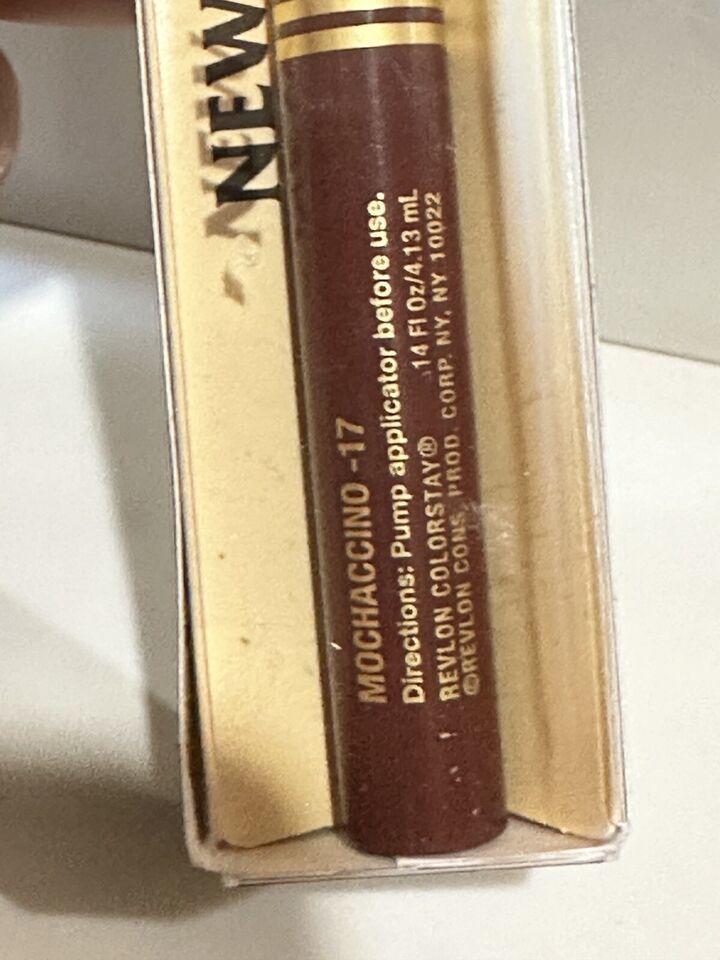 NEW
MOCHACCINO -17
Directions: Pump applicator before use.
REVLON COLORSTAY® .14 Fl Oz/4.13 mL
©REVLON CONS. PROD. CORP. NY, NY 10022